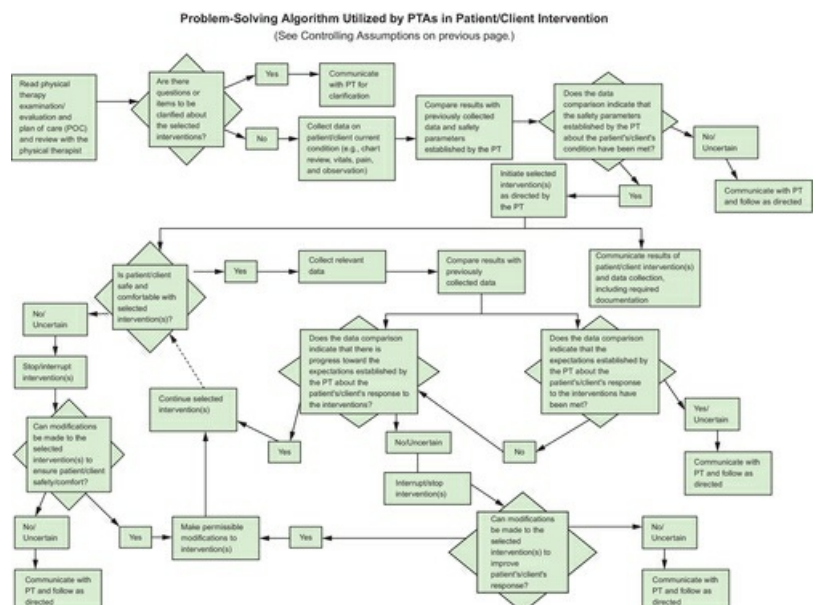 Problem-Solving Algorithm Utilized by PTAs in Patient/Client Intervention
(See Controlling Assumptions on previous page.)
Read physical
therapy
examination/
evaluation and
plan of care (POC)
and review with the
physical therapist
Are there
questions or
items to be
clarified about
the selected
interventions?
Yes
Communicate
with PT for
clarification
No
Collect data on
patient/client current
condition (e.g., chart
review, vitals, pain,
and observation)
Compare results with
previously collected
data and safety
parameters
established by the PT
Does the data
comparison indicate that
the safety parameters
established by the PT
about the patient's/client's
condition have been met?
No/
Uncertain
Communicate with PT
and follow as directed
Yes
Initiate selected
intervention(s)
as directed by
the PT
Is patient/client
safe and
comfortable with
selected
intervention(s)?
Yes
Collect relevant
data
Compare results with
previously
collected data
Communicate results of
patient/client intervention(s)
and data collection,
including required
documentation
No/
Uncertain
Stop/interrupt
intervention(s)
Can modifications
be made to the
selected
intervention(s) to
ensure patient/client
safety/comfort?
No/
Uncertain
Communicate with
PT and follow as
directed
Yes
Make permissible
modifications to
intervention(s)
Continue selected
intervention(s)
Does the data comparison
indicate that there is
progress toward the
expectations established by
the PT about the
patient's/client's response to
the interventions?
Yes
No/Uncertain
Interrupt/stop
intervention(s)
Does the data comparison
indicate that the
expectations established by
the PT about the
patient's/client's response
to the interventions have
been met?
No
Yes/
Uncertain
Communicate with
PT and follow as
directed
Can modifications
be made to the
selected
intervention(s) to
improve
patient's/client's
response?
Yes
No/
Uncertain
Communicate with
PT and follow as
directed